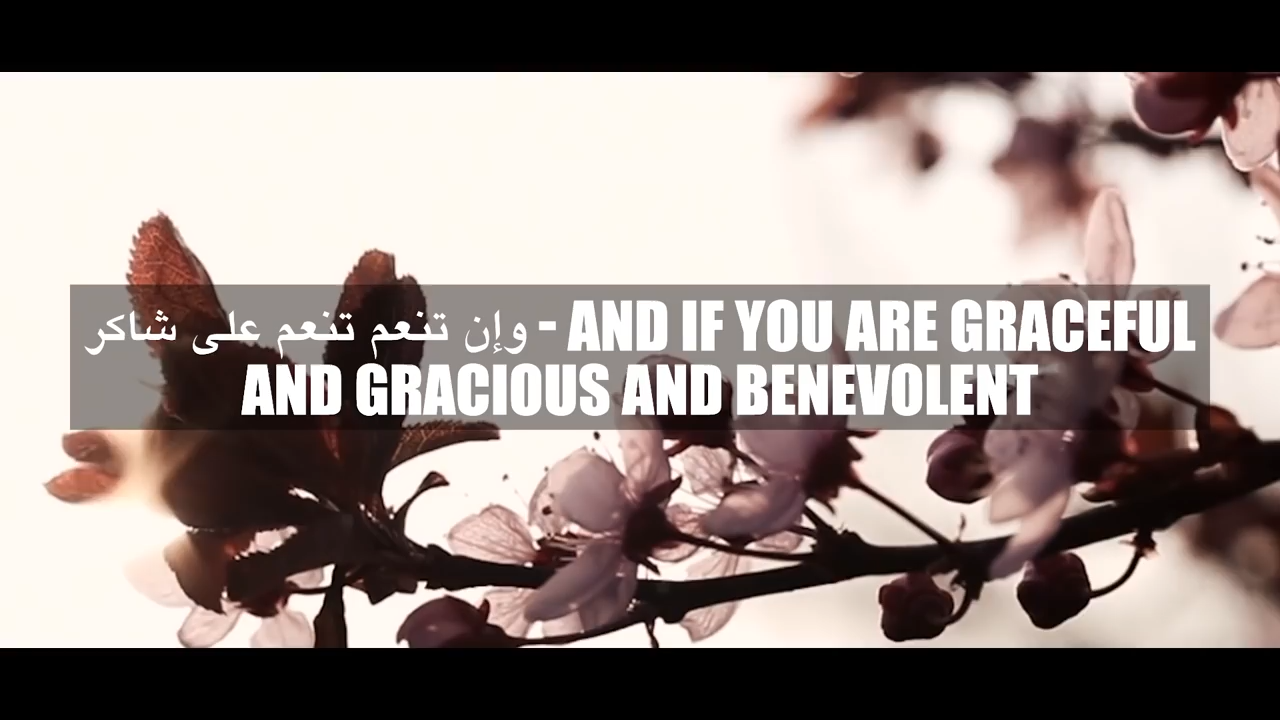 وإن تنعم تنعم على شاكر - AND IF YOU ARE GRACEFUL
AND GRACIOUS AND BENEVOLENT